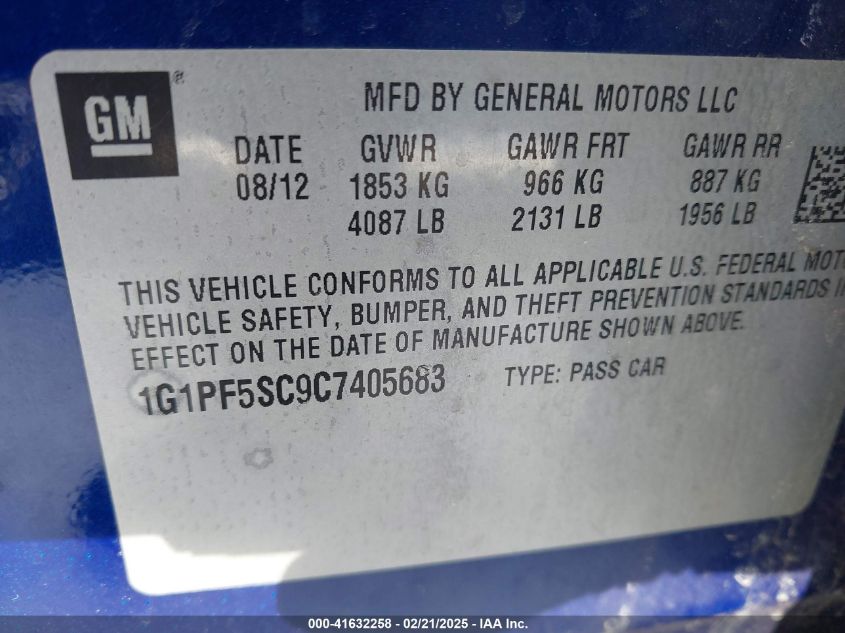 GM®
MFD BY GENERAL MOTORS LLC
DATE GVWR GAWR FRT GAWR RR
08/12 1853 KG 966 KG 887 KG
4087 LB 2131 LB 1956 LB
THIS VEHICLE CONFORMS TO ALL APPLICABLE U.S. FEDERAL MOT
VEHICLE SAFETY, BUMPER, AND THEFT PREVENTION STANDARDS I
EFFECT ON THE DATE OF MANUFACTURE SHOWN ABOVE.
1G1PF5SC9C7405683 TYPE: PASS CAR
000-41632258 - 02/21/2025 - IAA Inc.